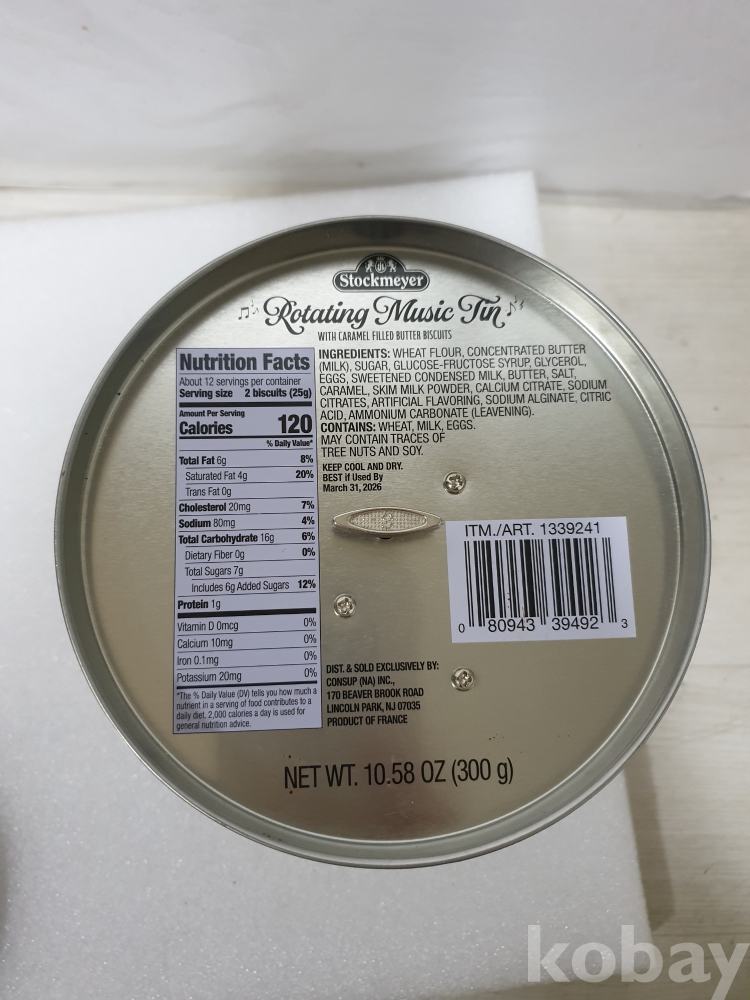 Stockmeyer
Rotating Music Tin
WITH CARAMEL FILLED BUTTER BISCUITS
Nutrition Facts
About 12 servings per container
Serving size 2 biscuits (25g)
Amount Per Serving
Calories 120
% Daily Value*
Total Fat 6g 8%
Saturated Fat 4g 20%
Trans Fat 0g
Cholesterol 20mg 7%
Sodium 80mg 4%
Total Carbohydrate 16g 6%
Dietary Fiber 0g 0%
Total Sugars 7g
Includes 6g Added Sugars 12%
Protein 1g
Vitamin D 0mcg 0%
Calcium 10mg 0%
Iron 0.1mg 0%
Potassium 20mg 0%
*The % Daily Value (DV) tells you how much a
nutrient in a serving of food contributes to a
daily diet. 2,000 calories a day is used for
general nutrition advice.
INGREDIENTS: WHEAT FLOUR, CONCENTRATED BUTTER
(MILK), SUGAR, GLUCOSE-FRUCTOSE SYRUP, GLYCEROL,
EGGS, SWEETENED CONDENSED MILK, BUTTER, SALT,
CARAMEL, SKIM MILK POWDER, CALCIUM CITRATE, SODIUM
CITRATES, ARTIFICIAL FLAVORING, SODIUM ALGINATE, CITRIC
ACID, AMMONIUM CARBONATE (LEAVENING).
CONTAINS: WHEAT, MILK, EGGS.
MAY CONTAIN TRACES OF
TREE NUTS AND SOY.
KEEP COOL AND DRY.
BEST if Used By
March 31, 2026
ITM./ART. 1339241
0 80943 39492 3
DIST. & SOLD EXCLUSIVELY BY:
CONSUP (NA) INC.,
170 BEAVER BROOK ROAD
LINCOLN PARK, NJ 07035
PRODUCT OF FRANCE
NET WT. 10.58 OZ (300 g)
kobay